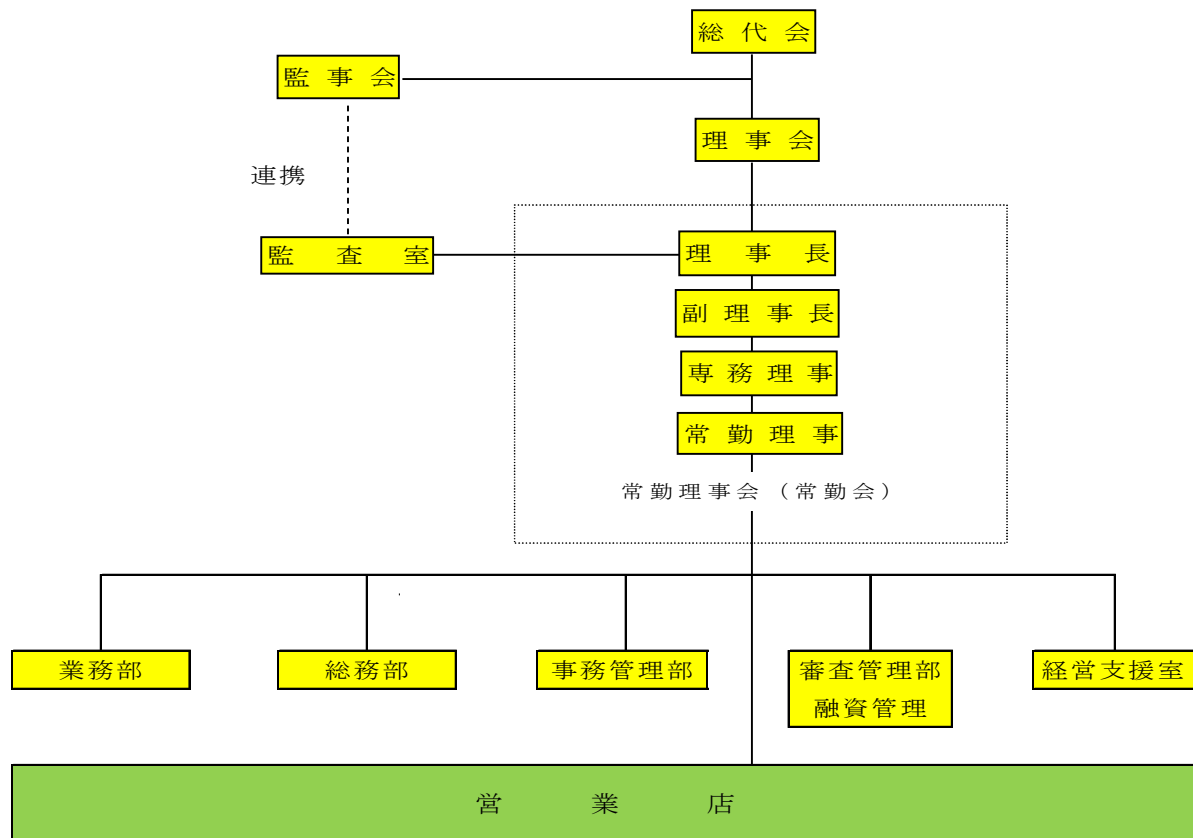 総代会
監事会
理事会
連携
監査室
理事長
副理事長
専務理事
常勤理事
常勤理事会（常勤会）
業務部
総務部
事務管理部
審査管理部
融資管理
経営支援室
営業店